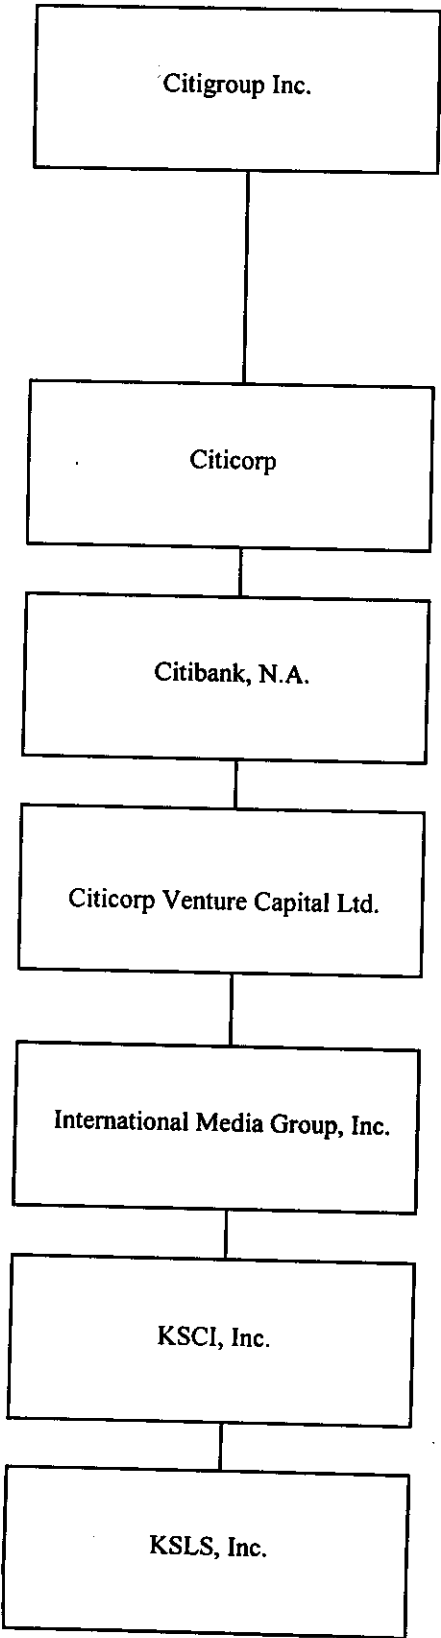 Citigroup Inc.
Citicorp
Citibank, N.A.
Citicorp Venture Capital Ltd.
International Media Group, Inc.
KSCI, Inc.
KSLS, Inc.